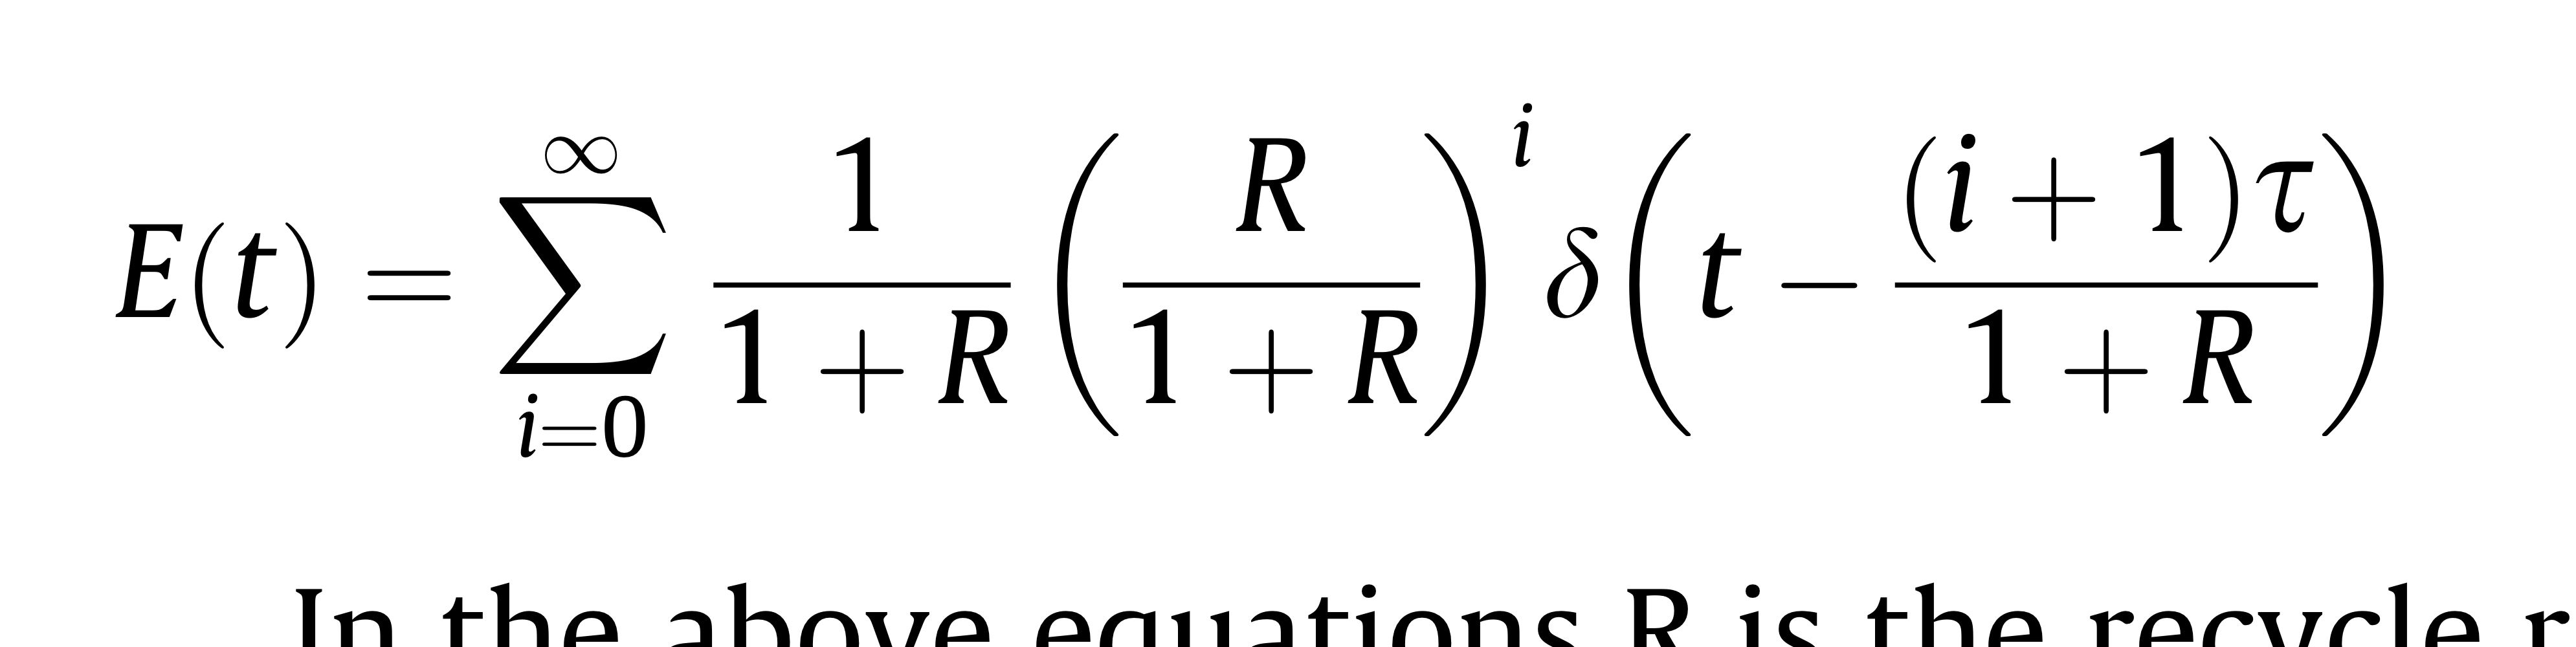 E(t) = \sum_{i=0}^{\infty} \frac{1}{1+R} \left( \frac{R}{1+R} \right)^i \delta \left( t - \frac{(i+1)\tau}{1+R} \right)
In the above equations R is the recycle